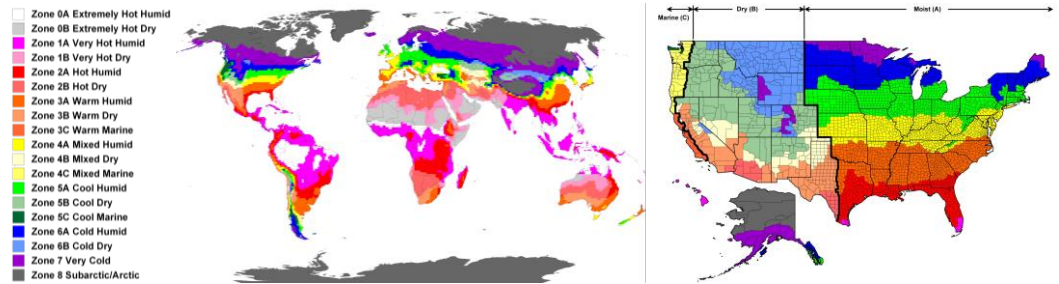 Zone 0A Extremely Hot Humid
Zone 0B Extremely Hot Dry
Zone 1A Very Hot Humid
Zone 1B Very Hot Dry
Zone 2A Hot Humid
Zone 2B Hot Dry
Zone 3A Warm Humid
Zone 3B Warm Dry
Zone 3C Warm Marine
Zone 4A Mixed Humid
Zone 4B MIxed Dry
Zone 4C Mixed Marine
Zone 5A Cool Humid
Zone 5B Cool Dry
Zone 5C Cool Marine
Zone 6A Cold Humid
Zone 6B Cold Dry
Zone 7 Very Cold
Zone 8 Subarctic/Arctic
Marine (C)
Dry (B)
Moist (A)